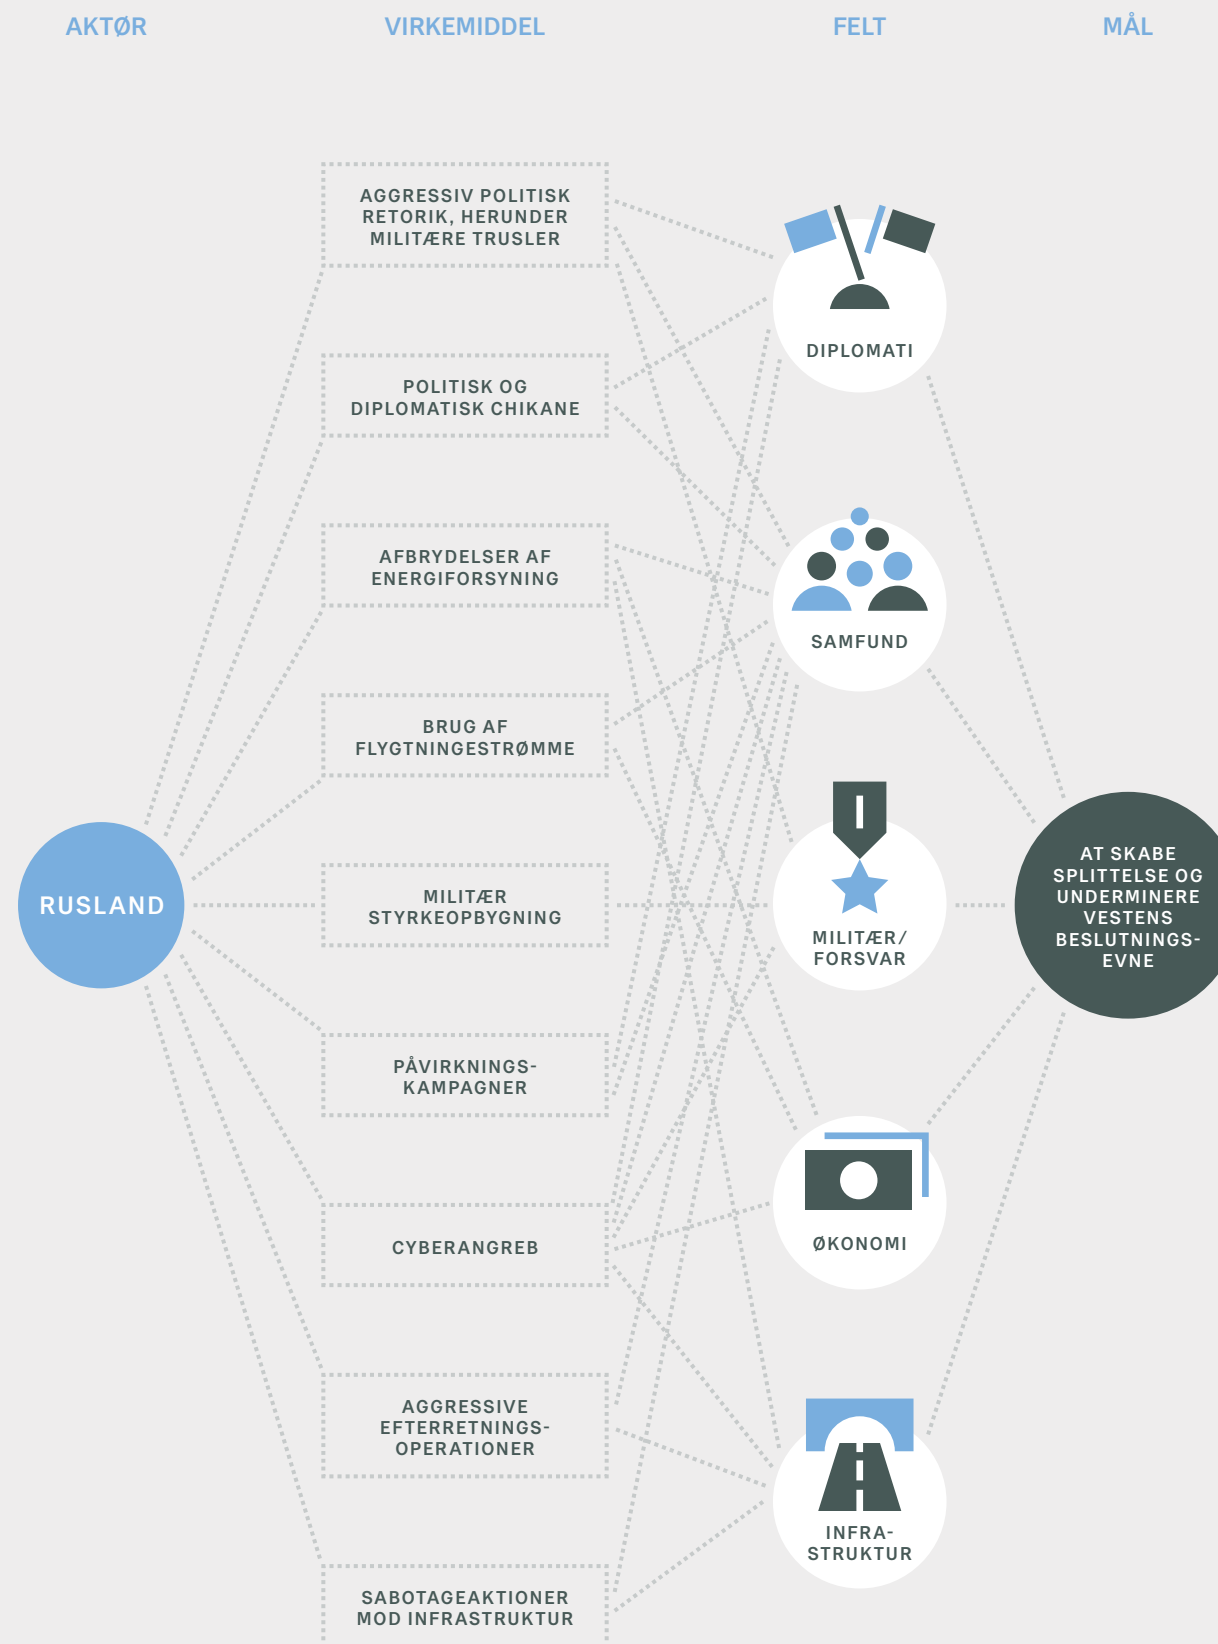 AKTØR
VIRKEMIDDEL
FELT
MÅL
RUSLAND
AGGRESSIV POLITISK
RETORIK, HERUNDER
MILITÆRE TRUSLER
POLITISK OG
DIPLOMATISK CHIKANE
AFBRYDELSER AF
ENERGIFORSYNING
BRUG AF
FLYGTNINGESTRØMME
MILITÆR
STYRKEOPBYGNING
PÅVIRKNINGS-
KAMPAGNER
CYBERANGREB
AGGRESSIVE
EFTERRETNINGS-
OPERATIONER
SABOTAGEAKTIONER
MOD INFRASTRUKTUR
DIPLOMATI
SAMFUND
MILITÆR/
FORSVAR
ØKONOMI
INFRA-
STRUKTUR
AT SKABE
SPLITTELSE OG
UNDERMINERE
VESTENS
BESLUTNINGS-
EVNE